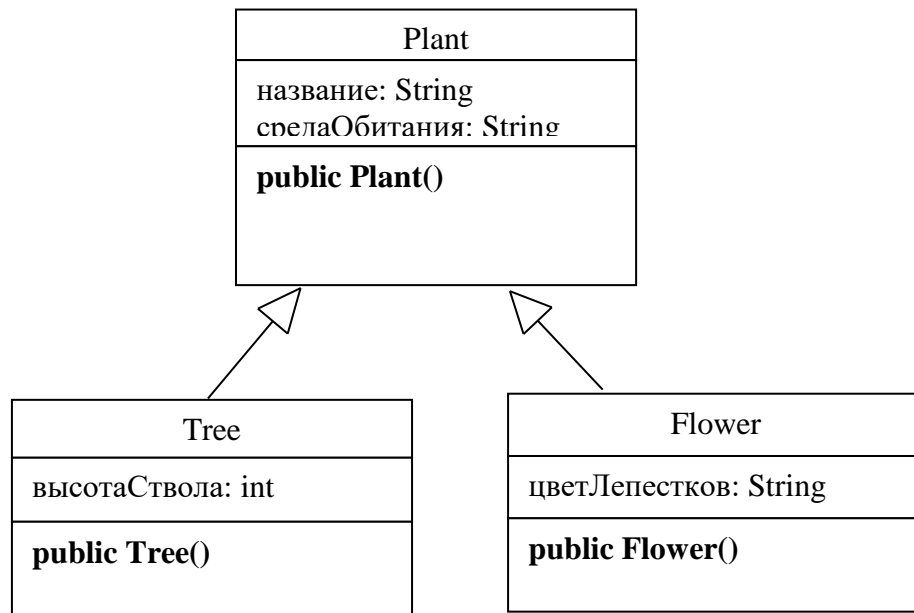 Plant
название: String
средаОбитания: String
public Plant()
Tree
высотаСтвола: int
public Tree()
Flower
цветЛепестков: String
public Flower()